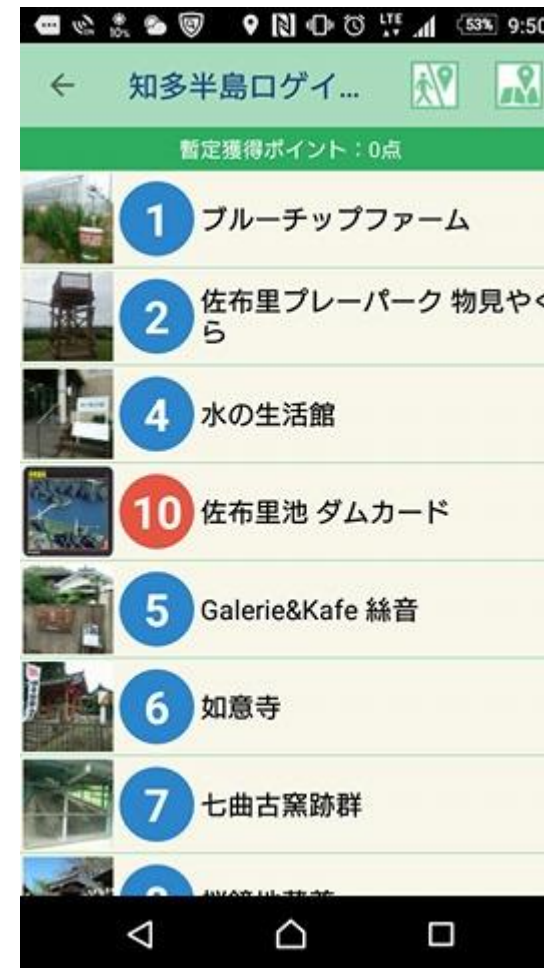 10%
LTE
53%
9:50
知多半島ロゲイ...
暫定獲得ポイント：0点
1
ブルーチップファーム
2
佐布里プレーパーク 物見やぐ
ら
4
水の生活館
10
佐布里池 ダムカード
5
Galerie&Kafe 絲音
6
如意寺
7
七曲古窯跡群